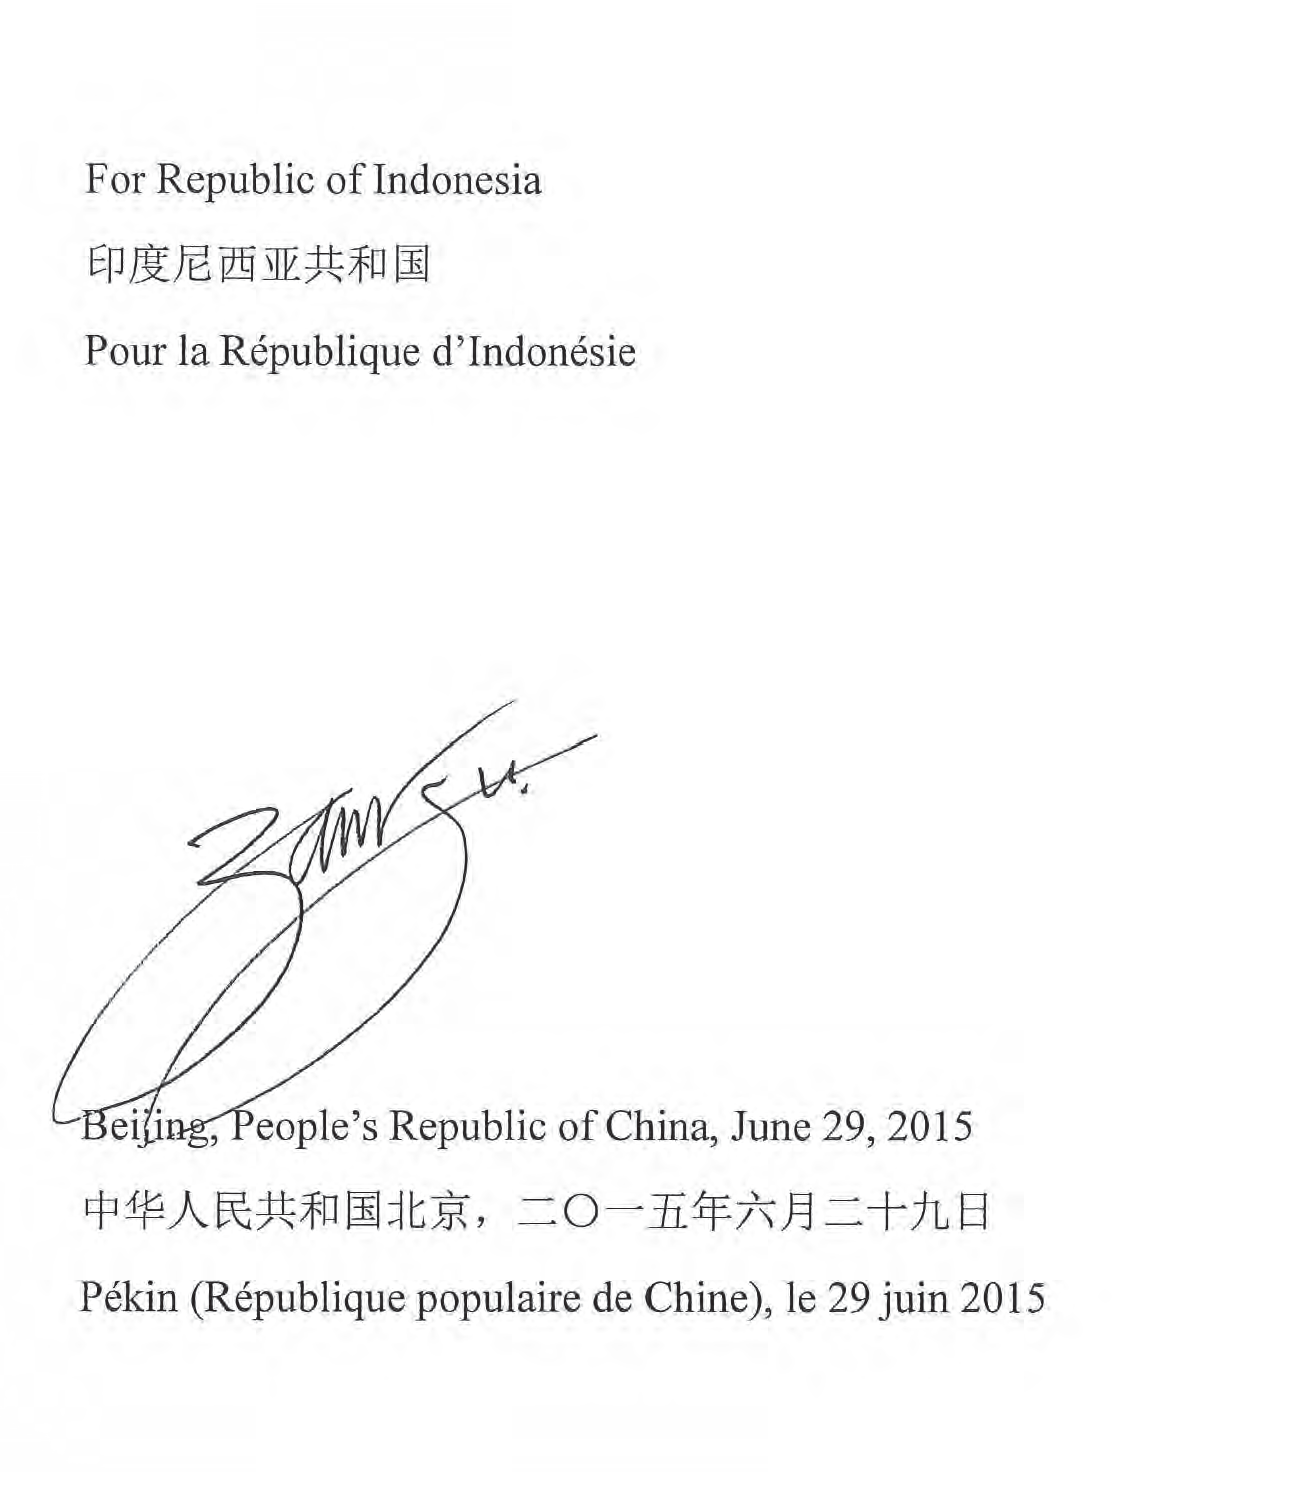 For Republic of Indonesia
印度尼西亚共和国
Pour la République d’Indonésie
Beijing, People’s Republic of China, June 29, 2015
中华人民共和国北京，二〇一五年六月二十九日
Pékin (République populaire de Chine), le 29 juin 2015